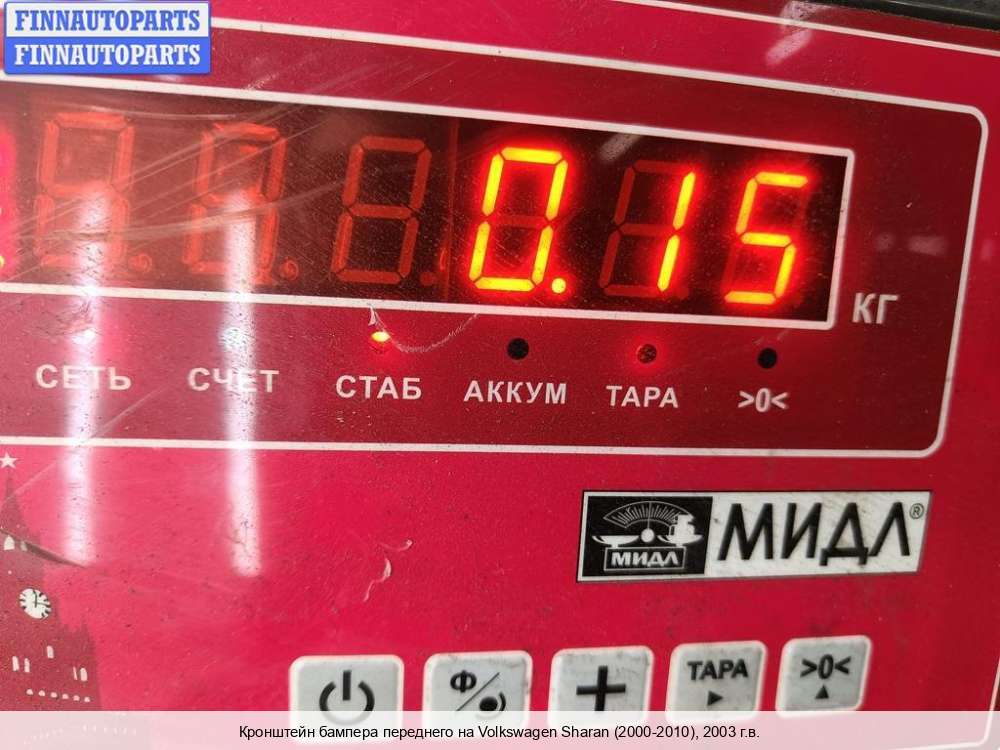 FINNAUTOPARTS
FINNAUTOPARTS
0.15
КГ
СЕТЬ СЧЕТ СТАБ АККУМ ТАРА >0<
МИДЛ МИДЛ®
Ф ТАРА >0<
Кронштейн бампера переднего на Volkswagen Sharan (2000-2010), 2003 г.в.